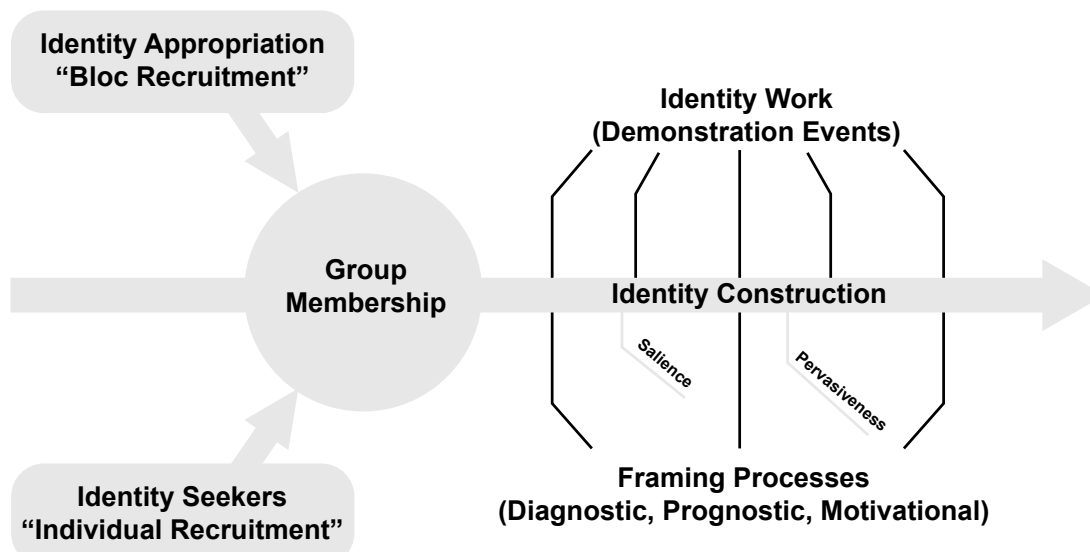 Identity Appropriation
“Bloc Recruitment”
Identity Work
(Demonstration Events)
Group
Membership
Identity Construction
Salience
Pervasiveness
Identity Seekers
“Individual Recruitment”
Framing Processes
(Diagnostic, Prognostic, Motivational)